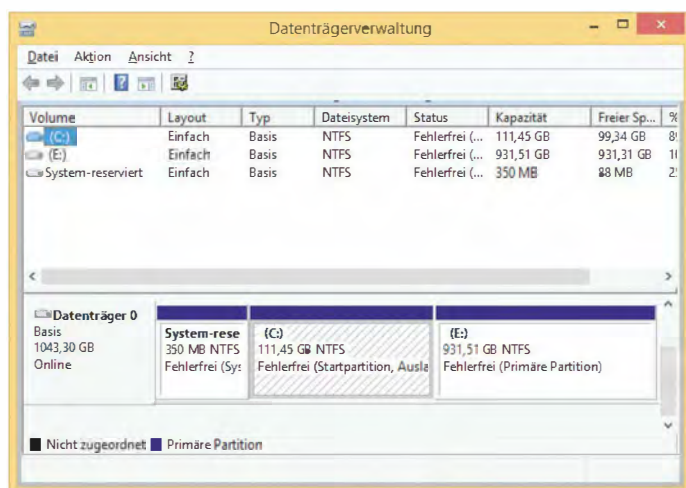 Datenträgerverwaltung
Datei Aktion Ansicht ?
Volume Layout Typ Dateisystem Status Kapazität Freier Sp... %
(C:) Einfach Basis NTFS Fehlerfrei (... 111,45 GB 99,34 GB
(E:) Einfach Basis NTFS Fehlerfrei (... 931,51 GB 931,31 GB
System-reserviert Einfach Basis NTFS Fehlerfrei (... 350 MB 88 MB
Datenträger 0
Basis
1043,30 GB
Online
System-rese
350 MB NTFS
Fehlerfrei (Sys
(C:)
111,45 GB NTFS
Fehlerfrei (Startpartition, Ausla
(E:)
931,51 GB NTFS
Fehlerfrei (Primäre Partition)
Nicht zugeordnet Primäre Partition